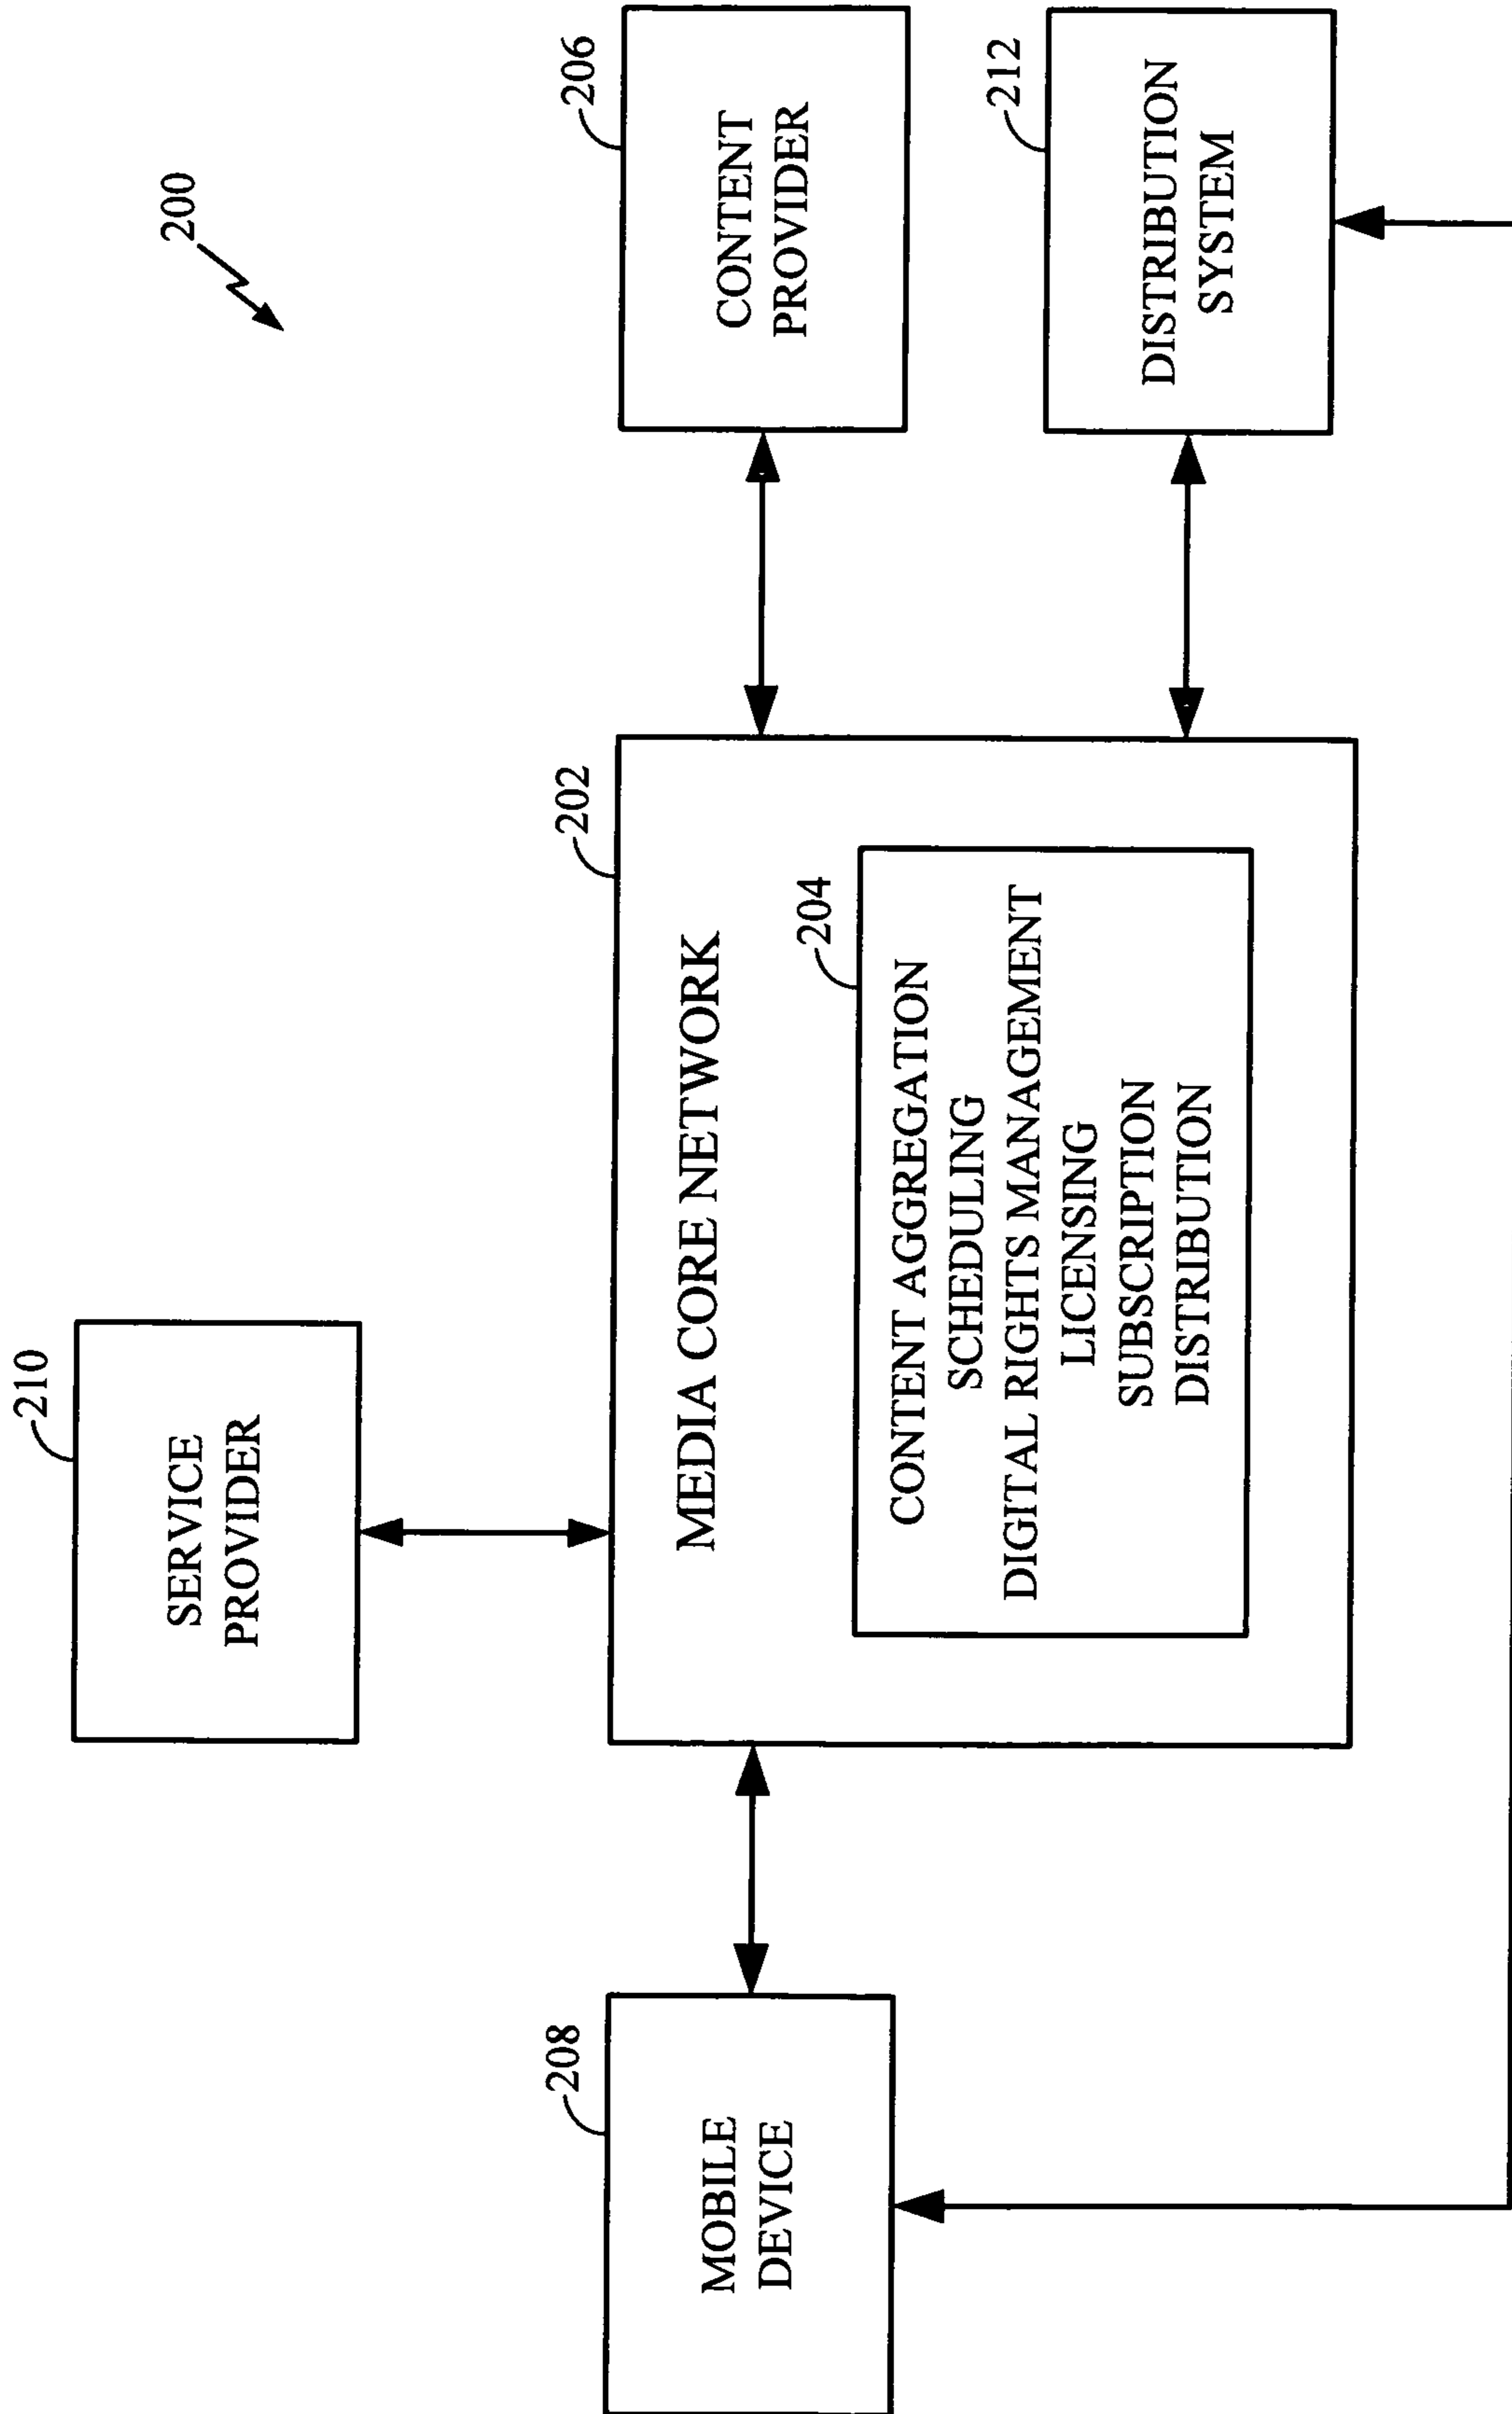 200
210
SERVICE
PROVIDER
208
MOBILE
DEVICE
202
MEDIA CORE NETWORK
204
CONTENT AGGREGATION
SCHEDULING
DIGITAL RIGHTS MANAGEMENT
LICENSING
SUBSCRIPTION
DISTRIBUTION
206
CONTENT
PROVIDER
212
DISTRIBUTION
SYSTEM